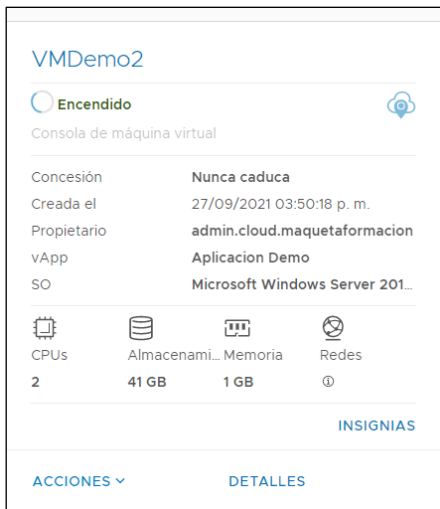 VMDemo2
Encendido
Consola de máquina virtual
Concesión Nunca caduca
Creada el 27/09/2021 03:50:18 p. m.
Propietario admin.cloud.maquetaformacion
vApp Aplicacion Demo
SO Microsoft Windows Server 201...
CPUs Almacenami... Memoria Redes
2 41 GB 1 GB
INSIGNIAS
ACCIONES DETALLES